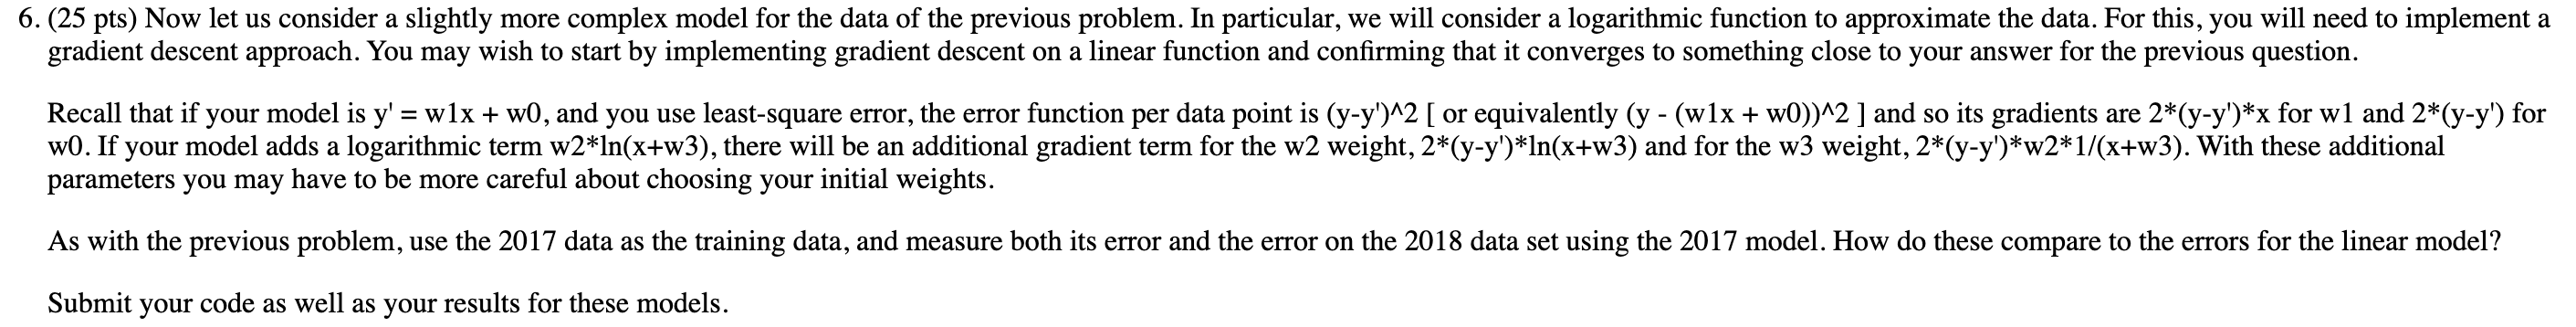 6. (25 pts) Now let us consider a slightly more complex model for the data of the previous problem. In particular, we will consider a logarithmic function to approximate the data. For this, you will need to implement a
gradient descent approach. You may wish to start by implementing gradient descent on a linear function and confirming that it converges to something close to your answer for the previous question.
Recall that if your model is y' = w1x + w0, and you use least-square error, the error function per data point is (y-y')^2 [ or equivalently (y - (w1x + w0))^2 ] and so its gradients are 2*(y-y')*x for w1 and 2*(y-y') for
w0. If your model adds a logarithmic term w2*ln(x+w3), there will be an additional gradient term for the w2 weight, 2*(y-y')*ln(x+w3) and for the w3 weight, 2*(y-y')*w2*1/(x+w3). With these additional
parameters you may have to be more careful about choosing your initial weights.
As with the previous problem, use the 2017 data as the training data, and measure both its error and the error on the 2018 data set using the 2017 model. How do these compare to the errors for the linear model?
Submit your code as well as your results for these models.